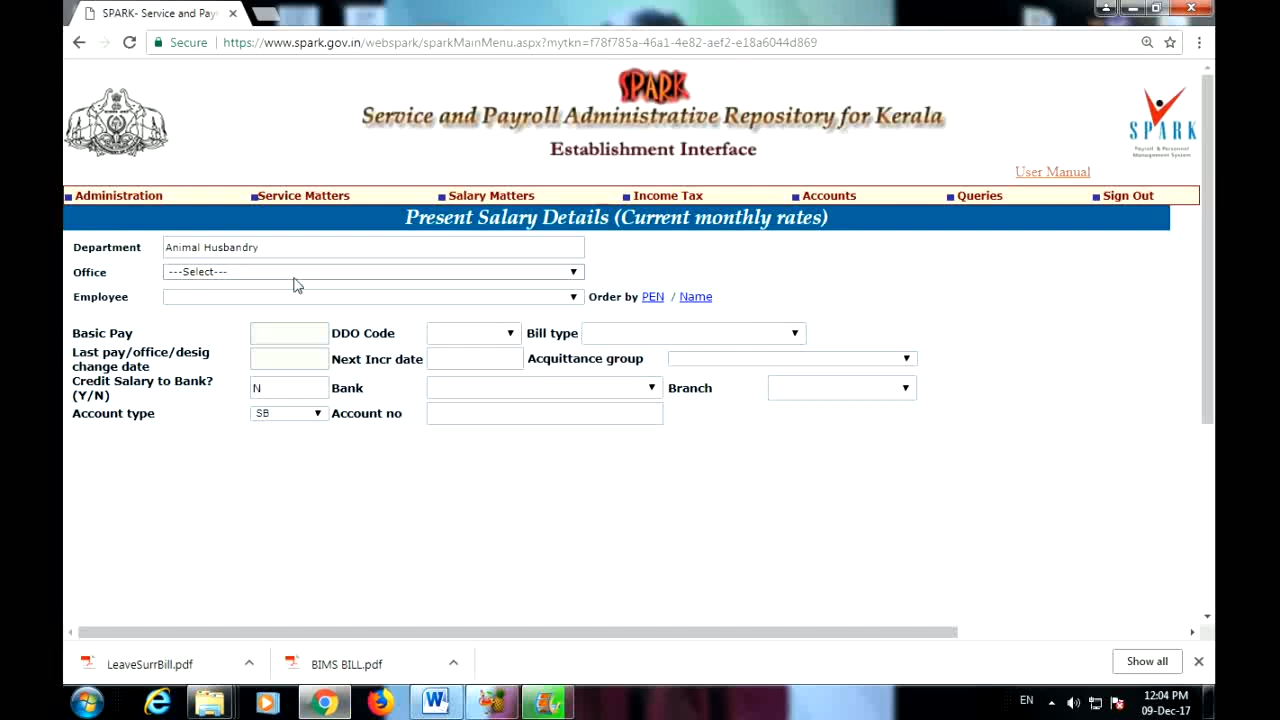 SPARK- Service and Pay
Secure https://www.spark.gov.in/webspark/sparkMainMenu.aspx?mytkn=f78f785a-46a1-4e82-aef2-e18a6044d869
SPARK
Service and Payroll Administrative Repository for Kerala
Establishment Interface
SPARK
Payroll & Personnel
Management System
User Manual
Administration Service Matters Salary Matters Income Tax Accounts Queries Sign Out
Present Salary Details (Current monthly rates)
Department Animal Husbandry
Office ---Select---
Employee Order by PEN / Name
Basic Pay DDO Code Bill type
Last pay/office/desig change date Next Incr date Acquittance group
Credit Salary to Bank? (Y/N) N Bank Branch
Account type SB Account no
LeaveSurrBill.pdf BIMS BILL.pdf Show all
EN 12:04 PM
09-Dec-17